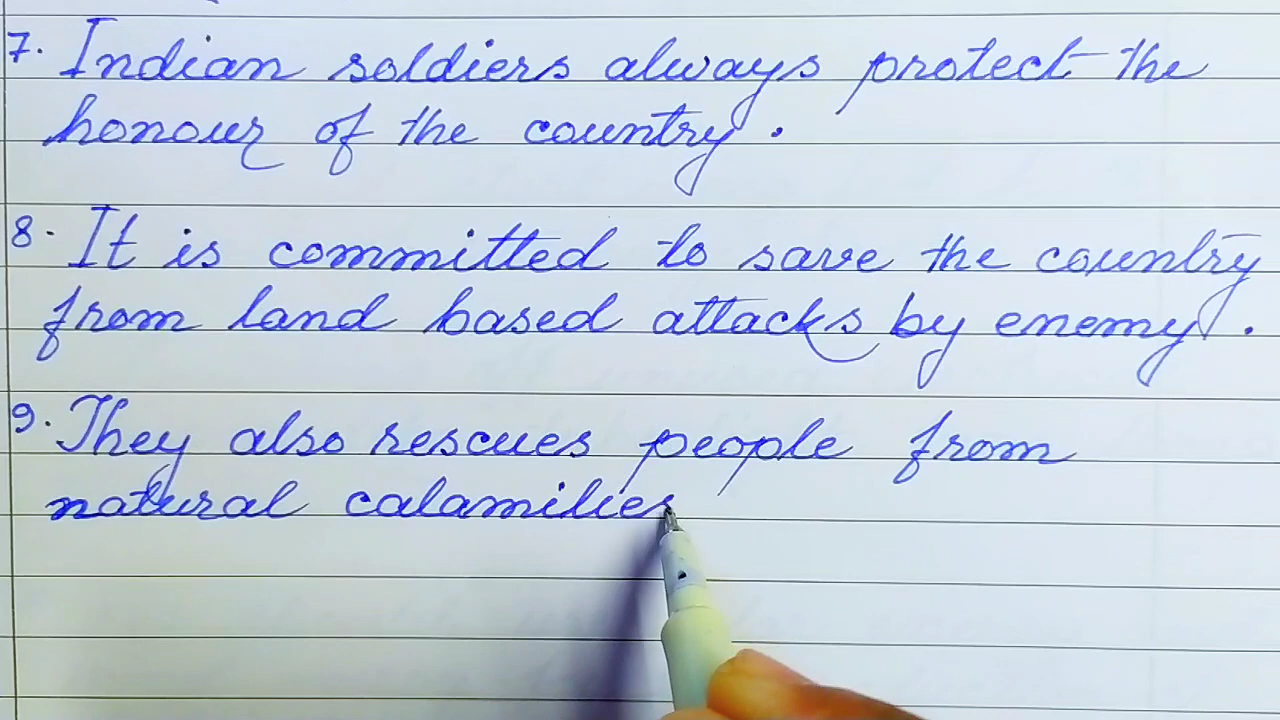 7. Indian soldiers always protect the
honour of the country.
8. It is committed to save the country
from land based attacks by enemy.
9. They also rescues people from
natural calamities